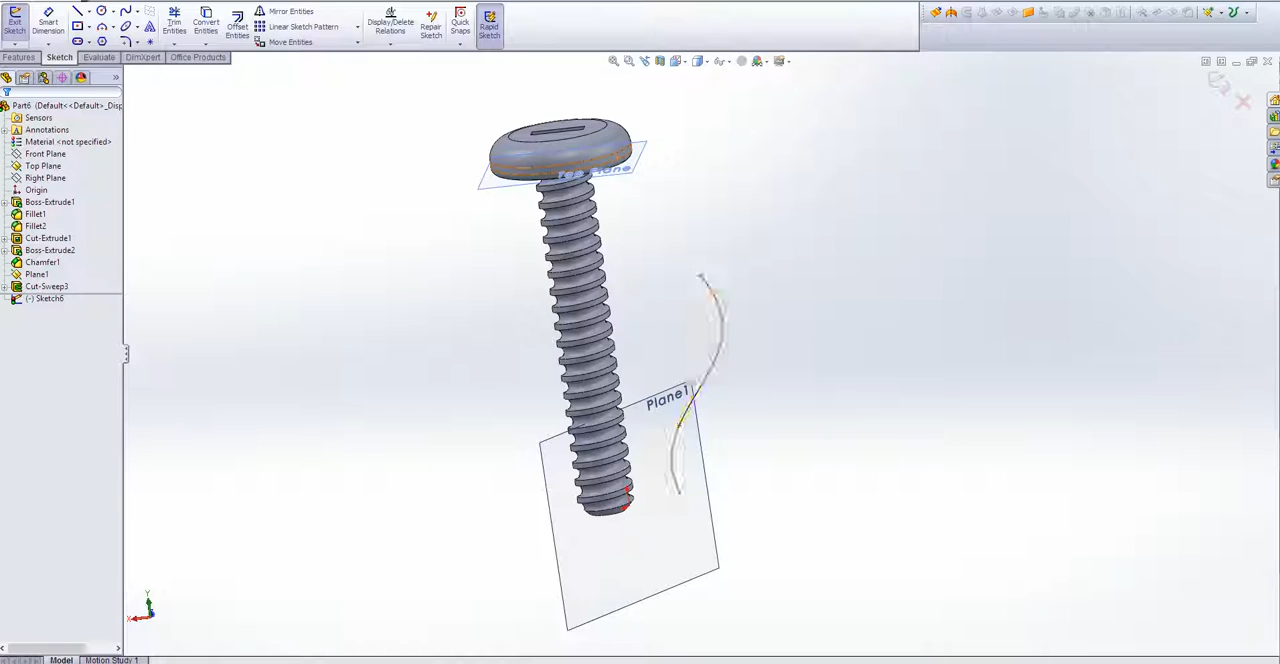 Exit Sketch
Smart Dimension
Trim Entities
Convert Entities
Offset Entities
Mirror Entities
Linear Sketch Pattern
Move Entities
Display/Delete Relations
Repair Sketch
Quick Snaps
Rapid Sketch
Features
Sketch
Evaluate
DimXpert
Office Products
Part6 (Default<<Default>_Disp
Sensors
Annotations
Material <not specified>
Front Plane
Top Plane
Right Plane
Origin
Boss-Extrude1
Fillet1
Fillet2
Cut-Extrude1
Boss-Extrude2
Chamfer1
Plane1
Cut-Sweep3
(-) Sketch6
Top Plane
Plane1
Y
X
Model
Motion Study 1